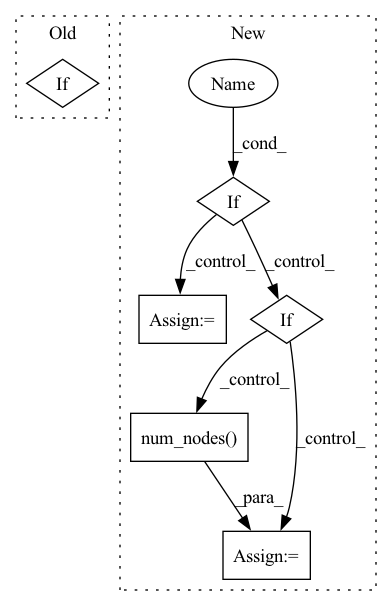 Old
New
If
Name
_cond_
If
_control_
_control_
Assign:=
If
_control_
num_nodes()
_control_
_para_
Assign:=